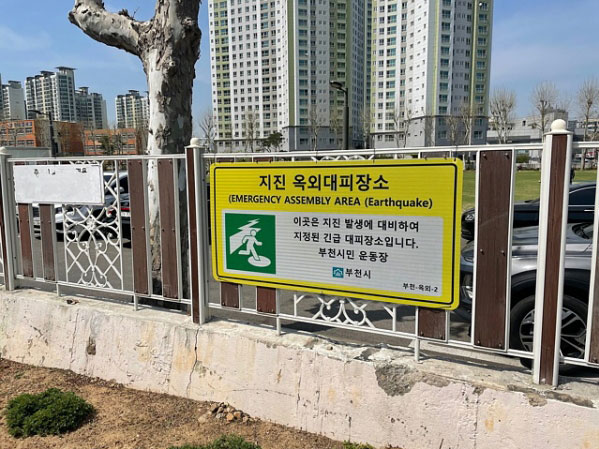 지진 옥외대피장소
(EMERGENCY ASSEMBLY AREA (Earthquake)
이곳은 지진 발생에 대비하여
지정된 긴급 대피장소입니다.
부천시민 운동장
부천시
부천-옥외-2